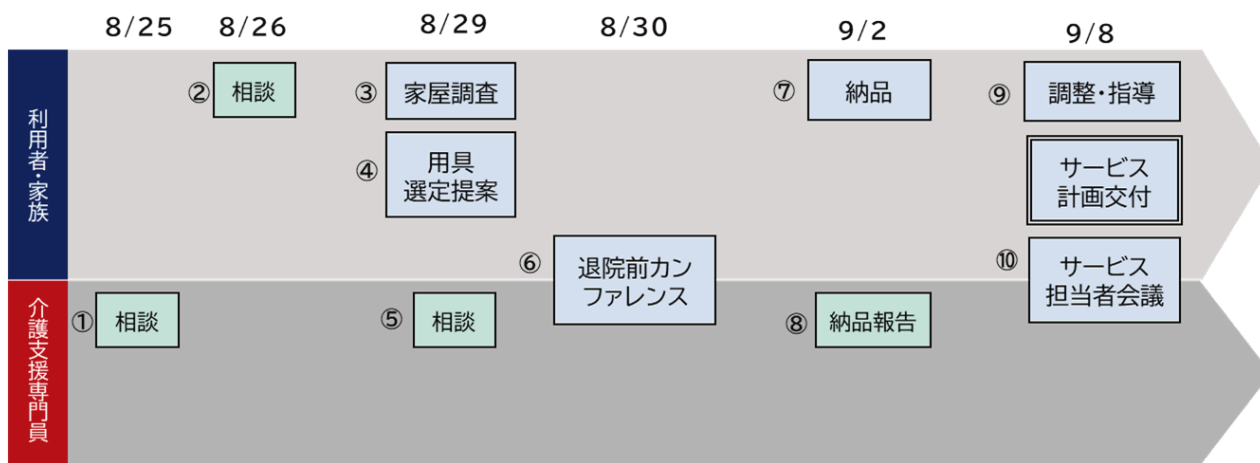 8/25 8/26 8/29 8/30 9/2 9/8
利用者・家族
② 相談
③ 家屋調査
④ 用具
選定提案
⑥ 退院前カン
ファレンス
⑦ 納品
⑨ 調整・指導
サービス
計画交付
⑩ サービス
担当者会議
介護支援専門員
① 相談
⑤ 相談
⑧ 納品報告